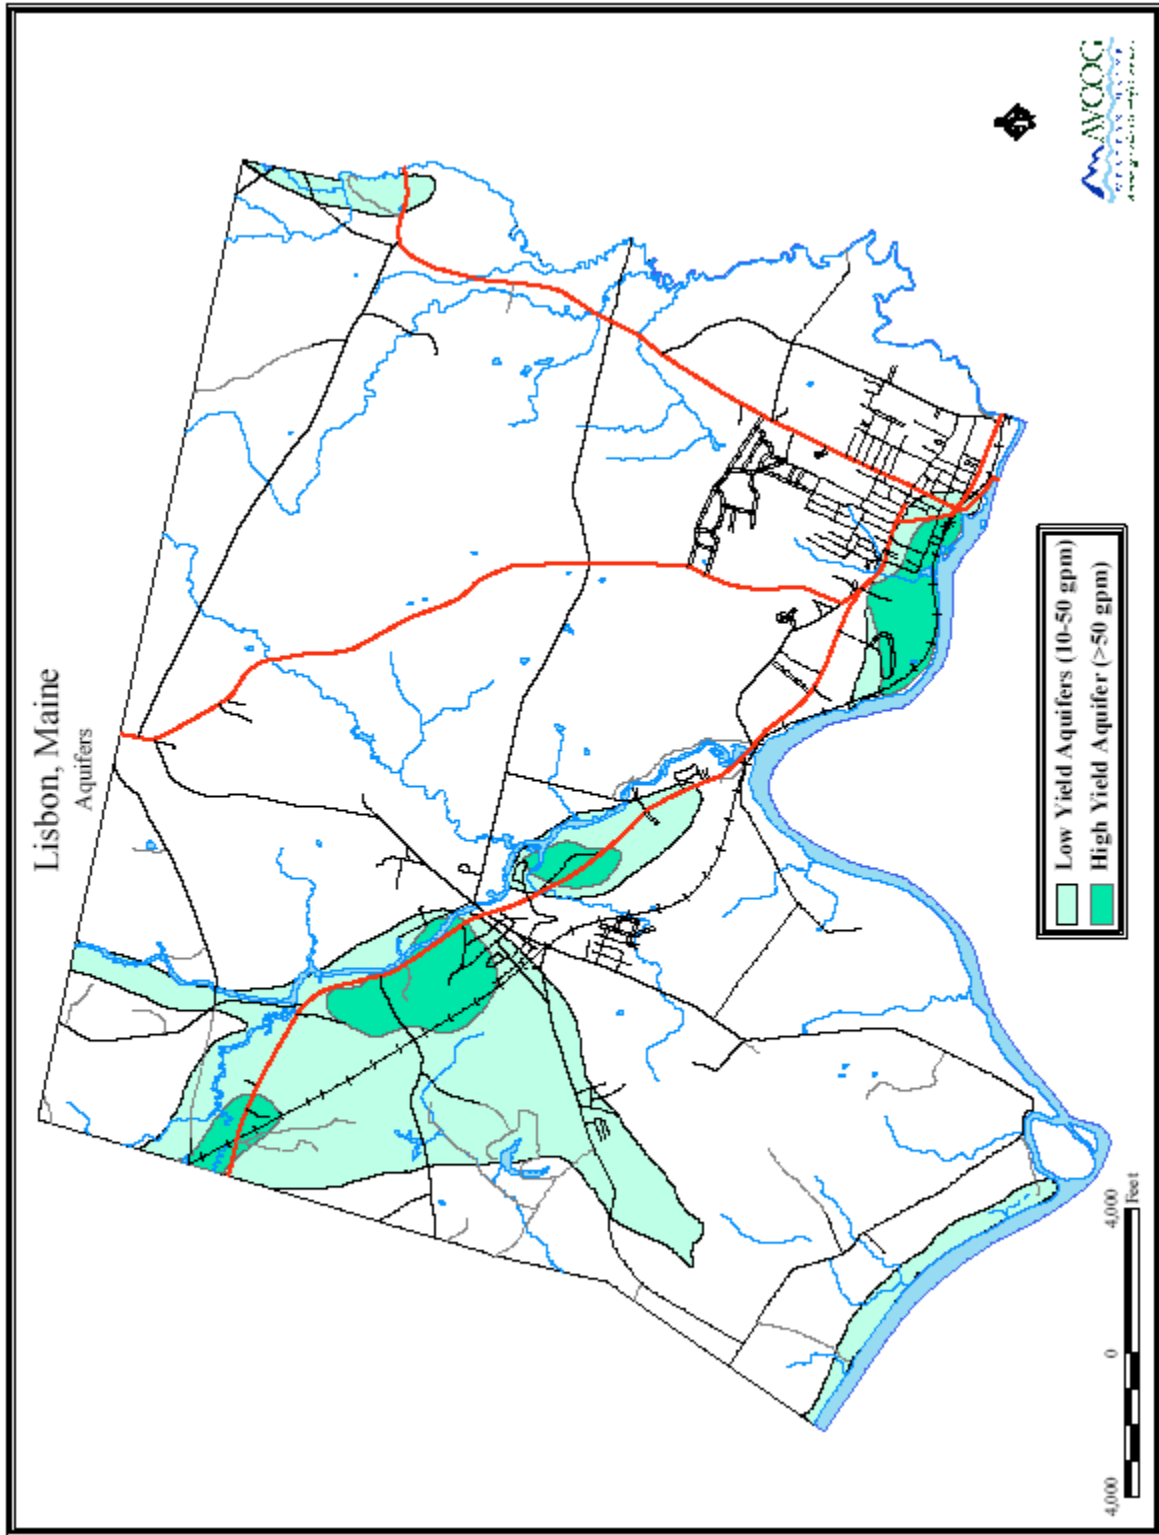 Lisbon, Maine
Aquifers
AVCOG
Low Yield Aquifers (10-50 gpm)
High Yield Aquifer (>50 gpm)
4,000 0 4,000
Feet